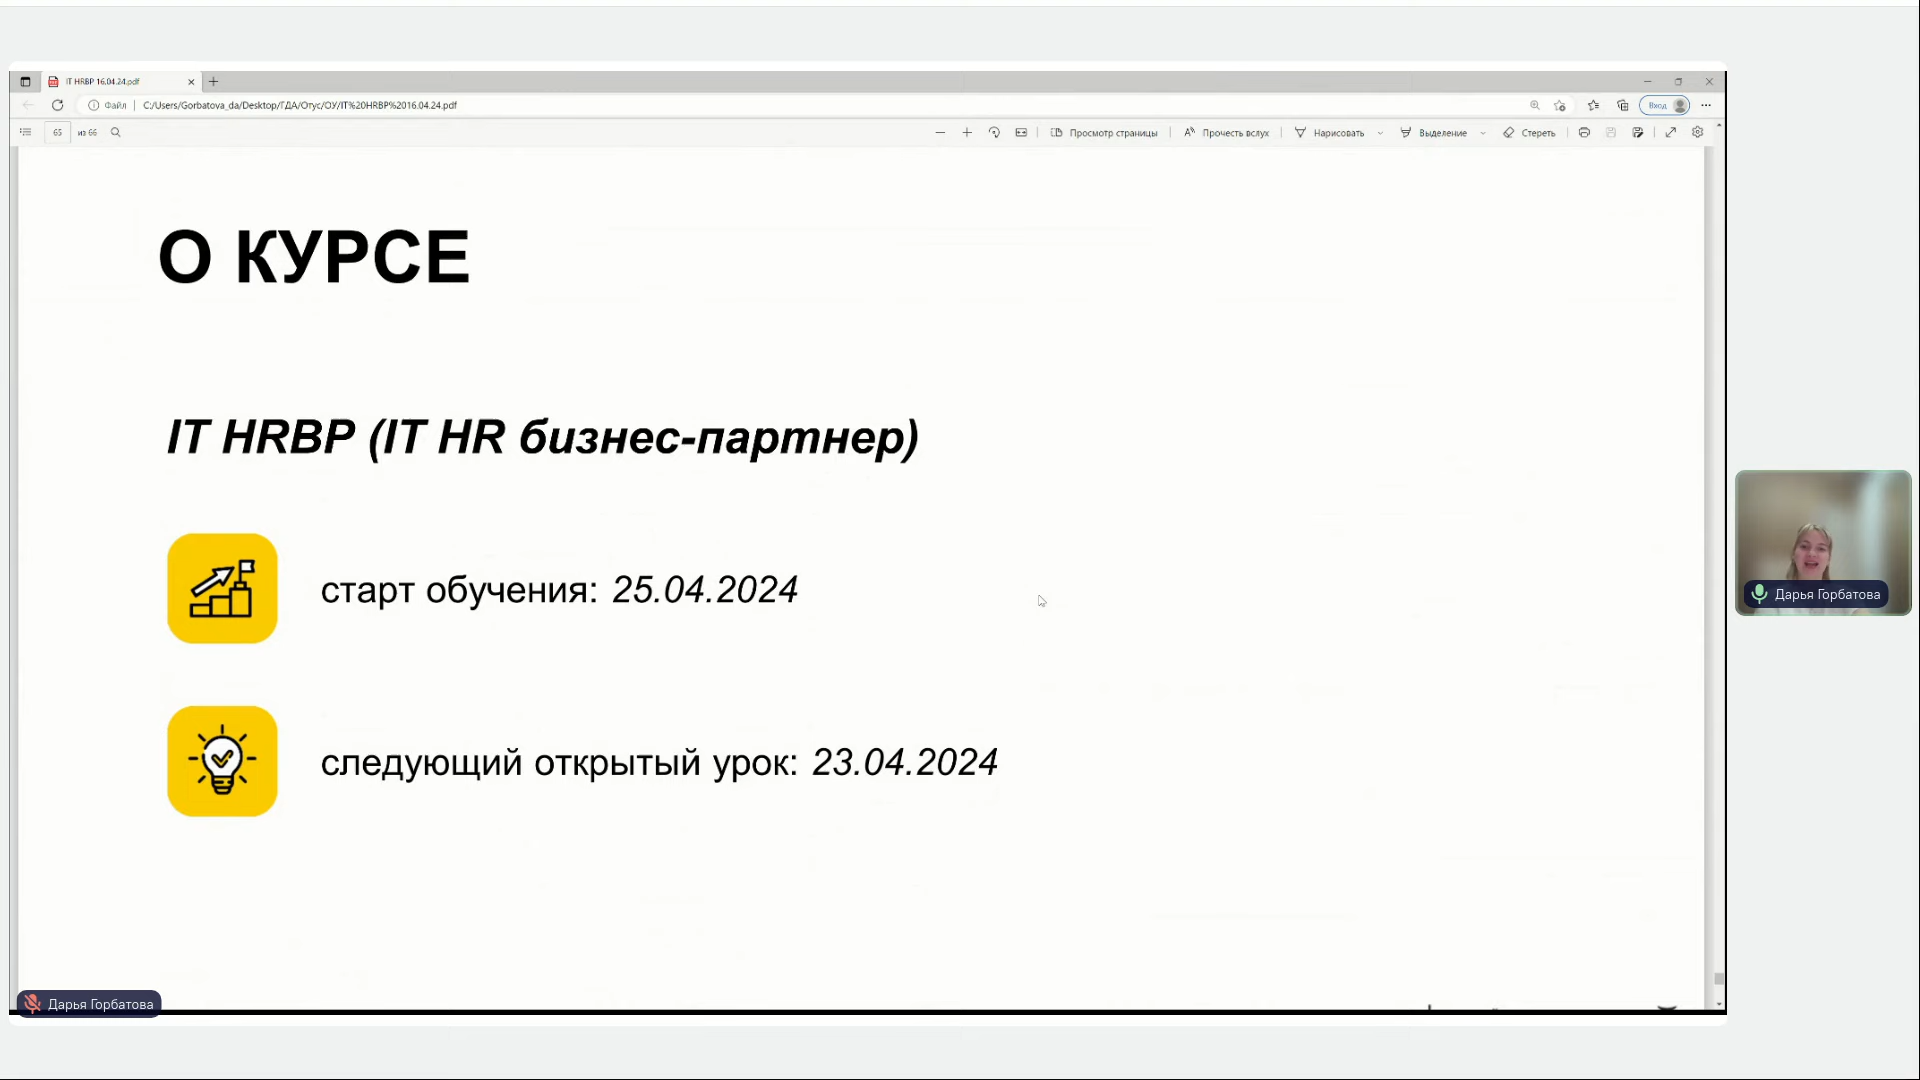 IT HRBP 16.04.24.pdf
Файл
C:/Users/Gorbatova_da/Desktop/ГДА/Отус/ОУ/IT%20HRBP%2016.04.24.pdf
Вход
65 из 66
Просмотр страницы
Прочесть вслух
Нарисовать
Выделение
Стереть
О КУРСЕ
IT HRBP (IT HR бизнес-партнер)
старт обучения: 25.04.2024
следующий открытый урок: 23.04.2024
Дарья Горбатова
Дарья Горбатова